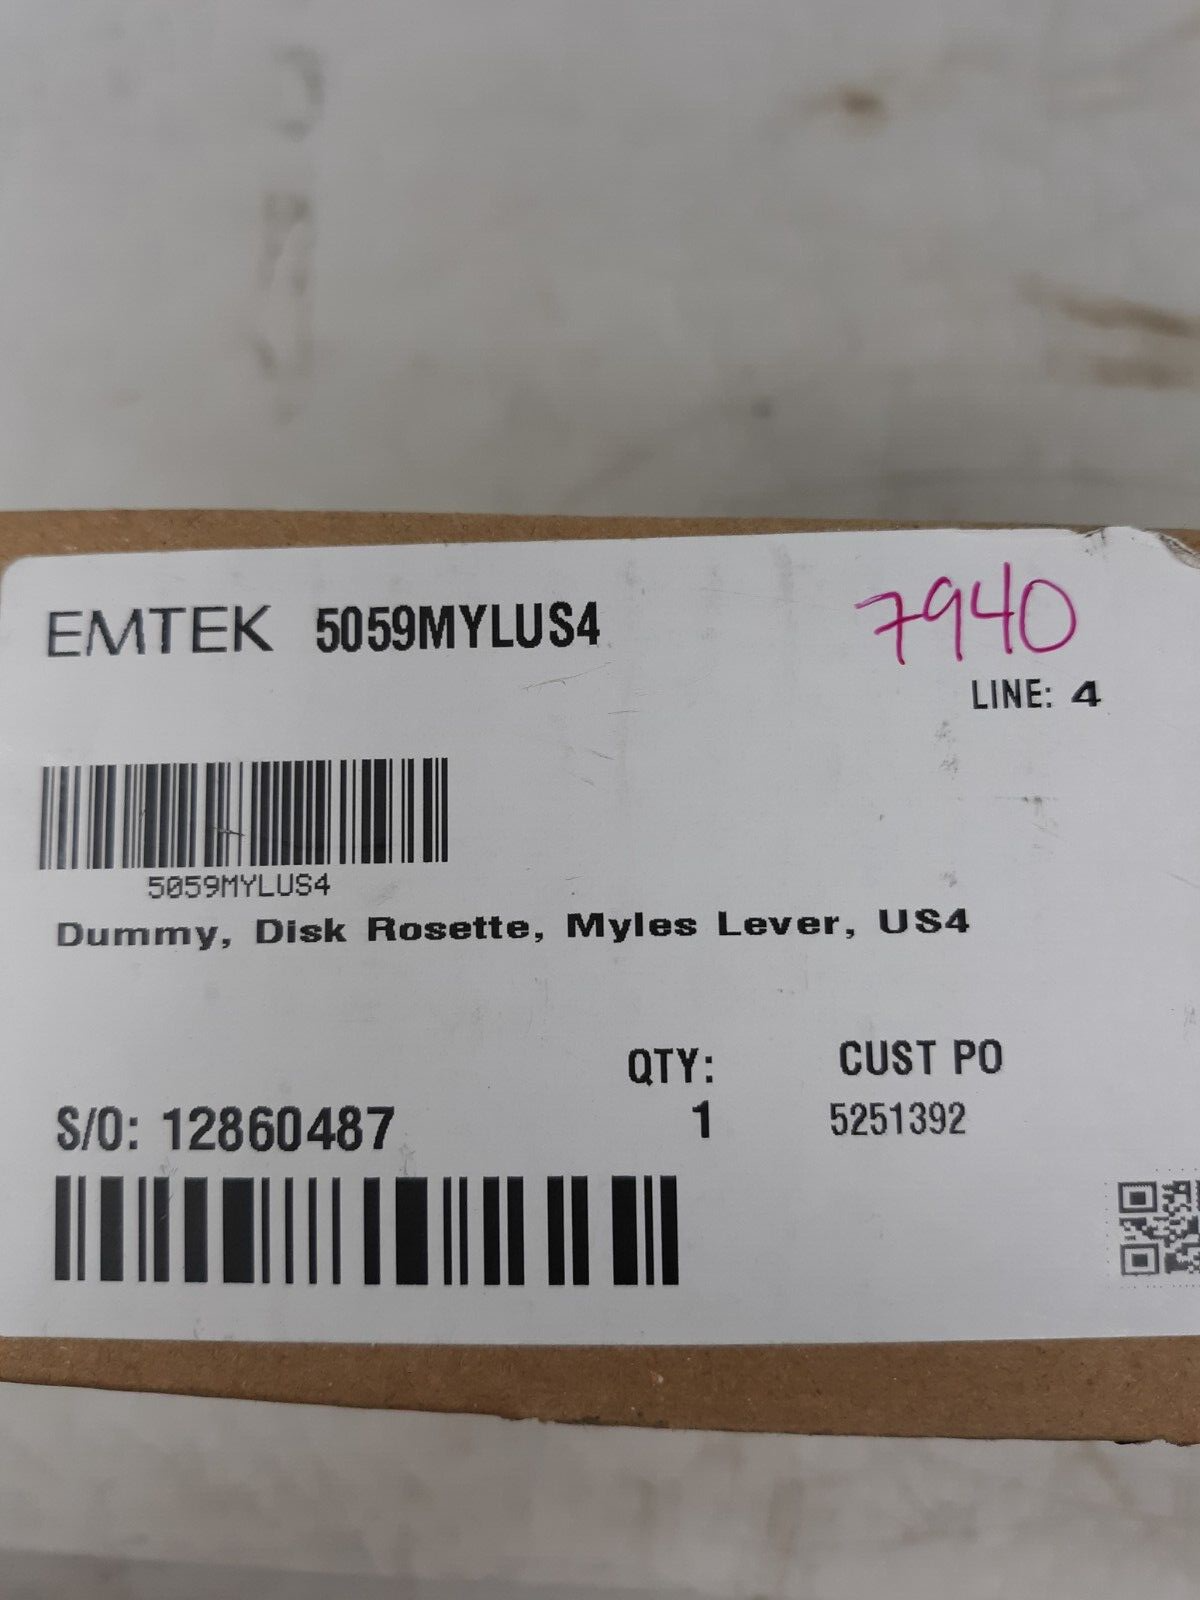 EMTEK 5059MYLUS4
7940
LINE: 4
5059MYLUS4
Dummy, Disk Rosette, Myles Lever, US4
QTY: CUST PO
S/O: 12860487 1 5251392